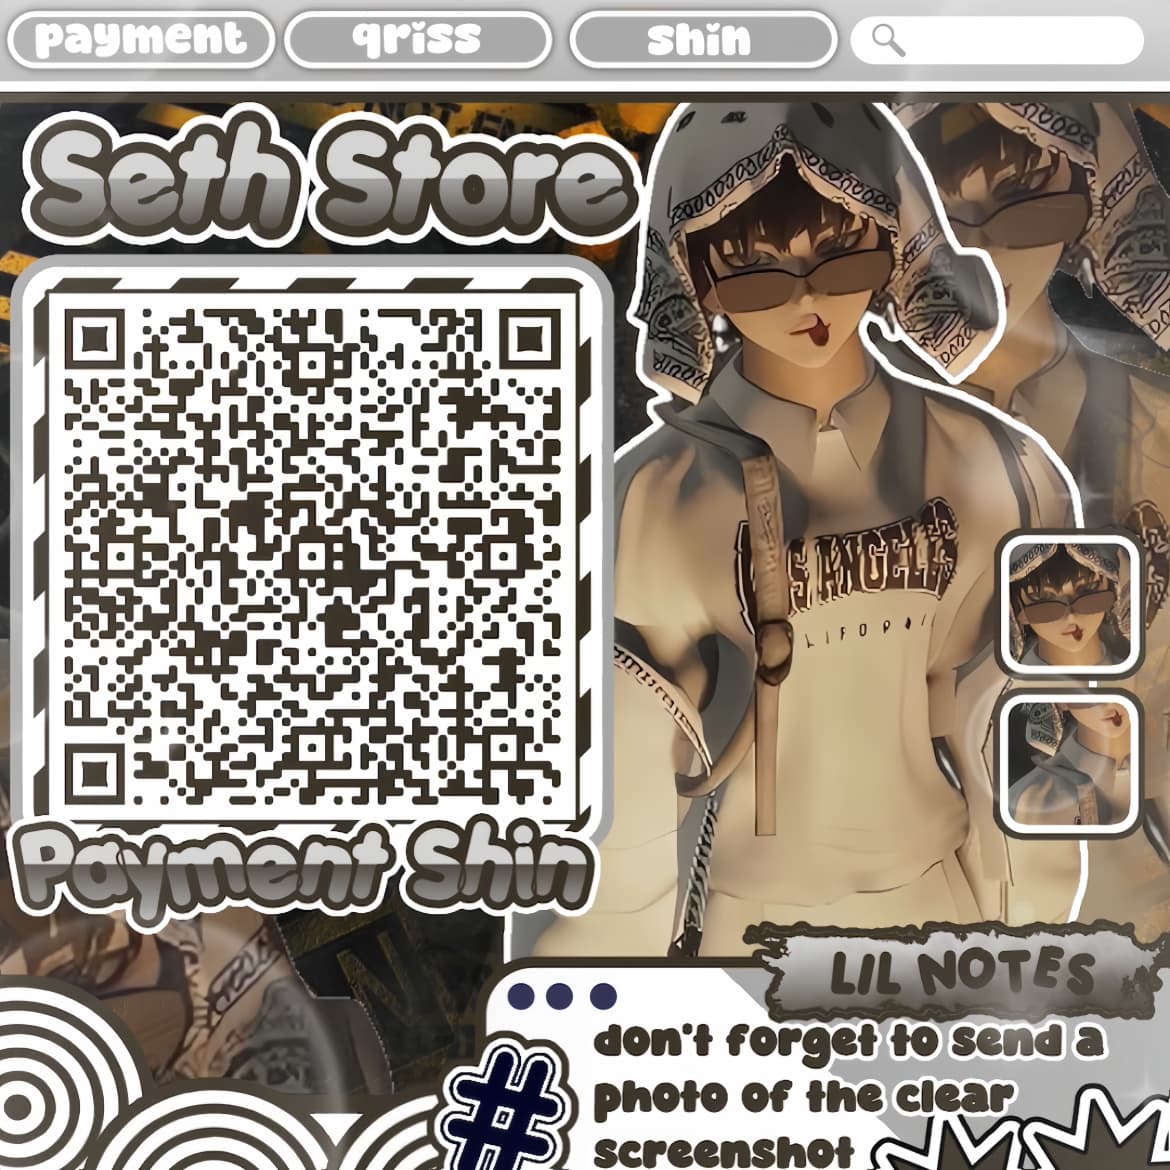 payment
qriss
shin
Seth Store
Payment Shin
LIL NOTES
don't forget to send a
photo of the clear
screenshot
#